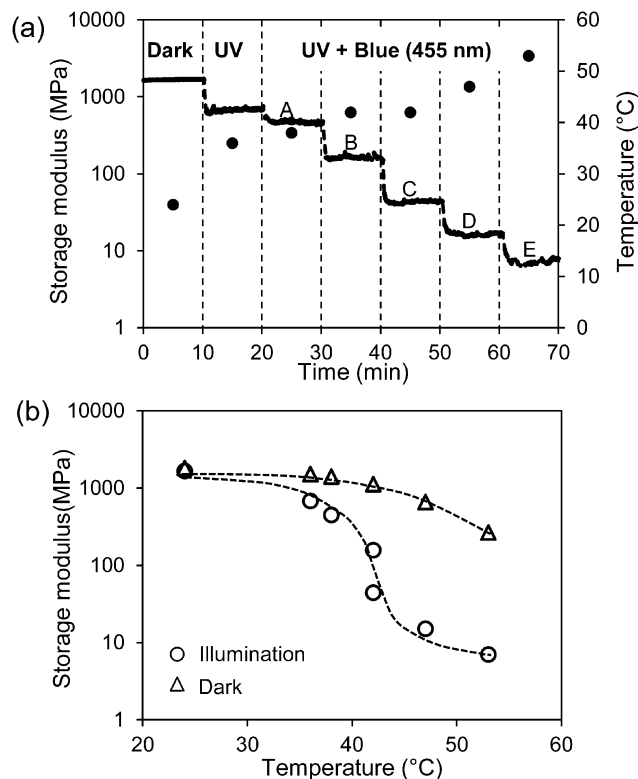 (a)
10000
1000
100
10
1
Storage modulus (MPa)
Dark
UV
UV + Blue (455 nm)
A
B
C
D
E
60
50
40
30
20
10
0
Temperature (°C)
0 10 20 30 40 50 60 70
Time (min)
(b)
10000
1000
100
10
1
Storage modulus(MPa)
Illumination
Dark
20 30 40 50 60
Temperature (°C)